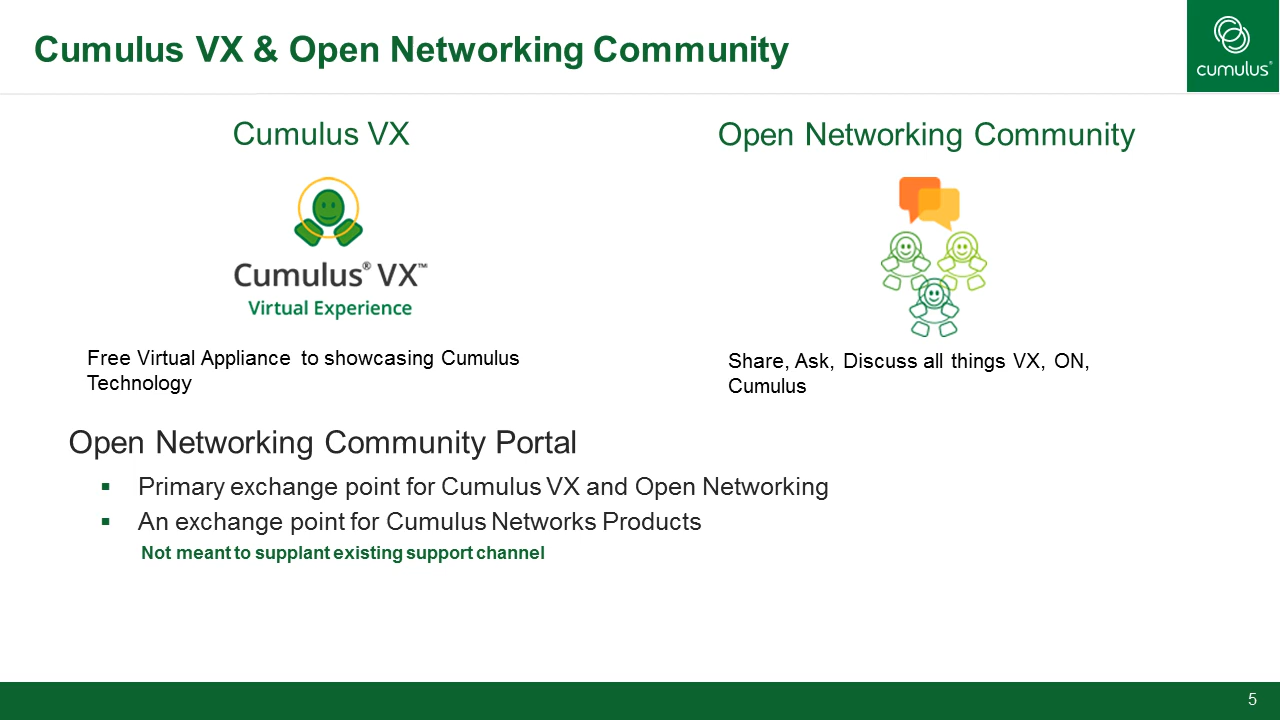 Cumulus VX & Open Networking Community
cumulus®
Cumulus VX
Cumulus® VX™
Virtual Experience
Free Virtual Appliance to showcasing Cumulus
Technology
Open Networking Community
Share, Ask, Discuss all things VX, ON,
Cumulus
Open Networking Community Portal
▪ Primary exchange point for Cumulus VX and Open Networking
▪ An exchange point for Cumulus Networks Products
Not meant to supplant existing support channel
5